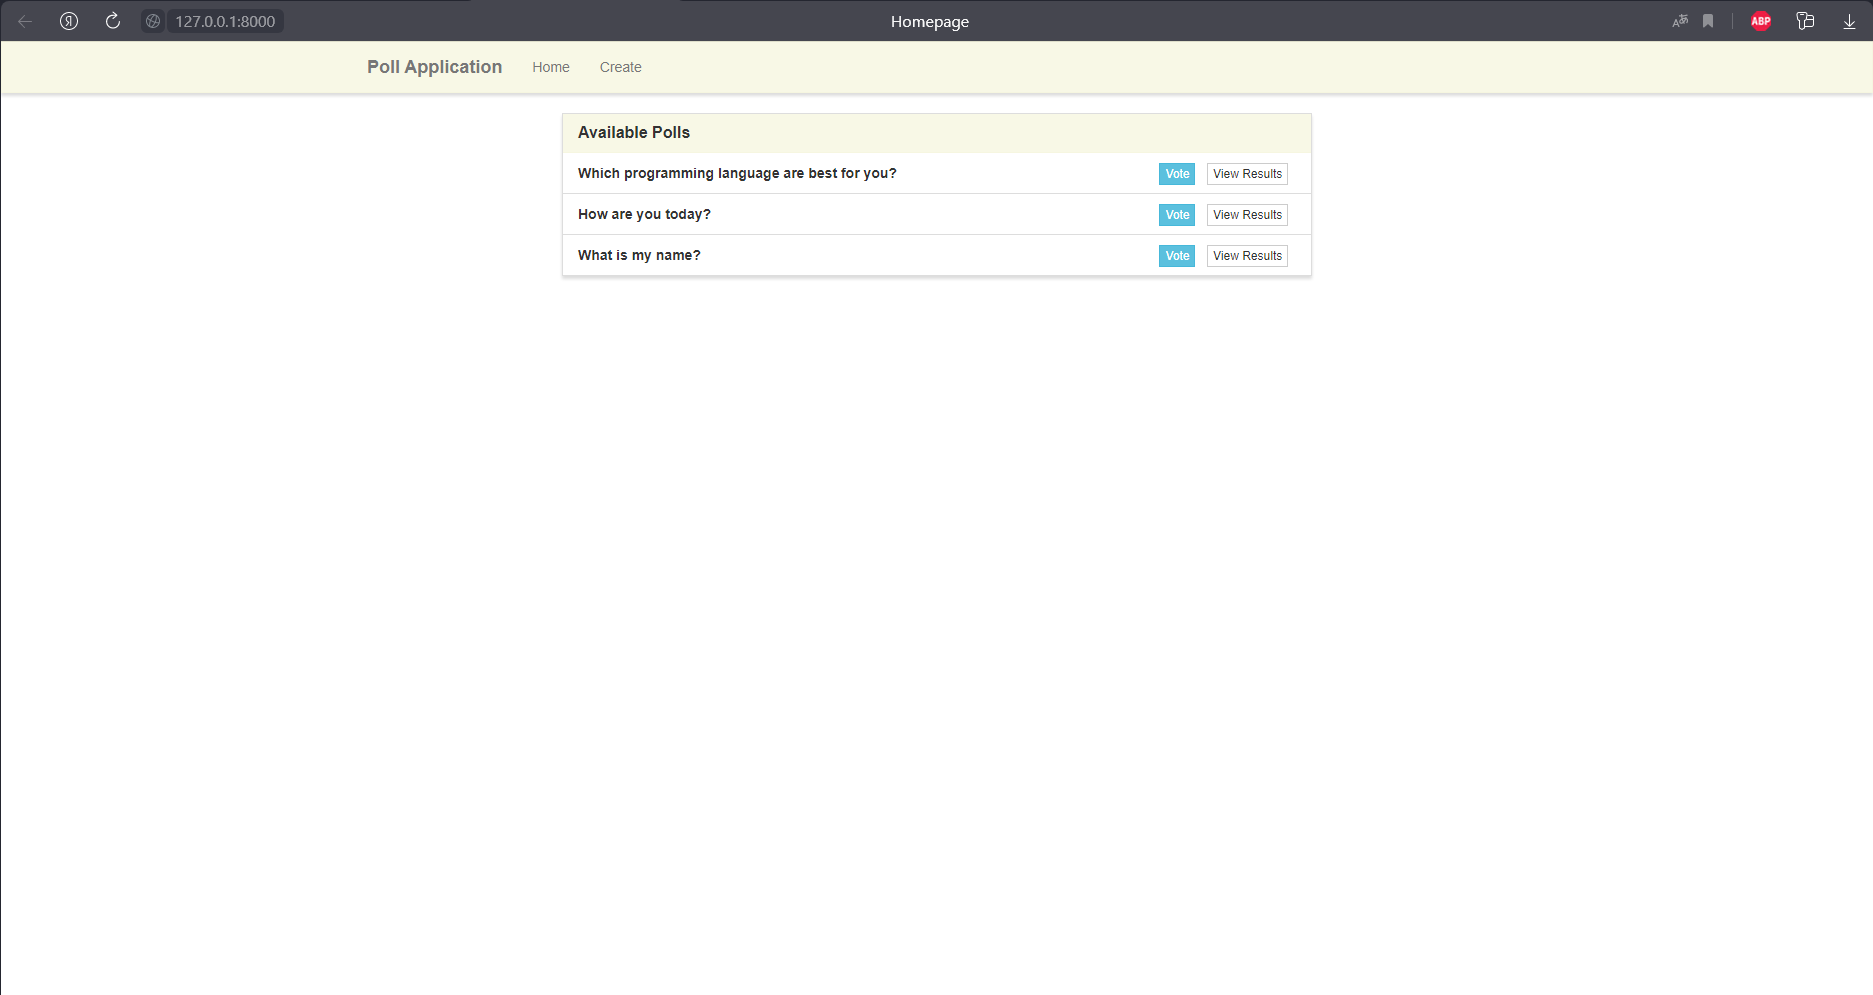 127.0.0.1:8000 Homepage ABP
Poll Application Home Create
Available Polls
Which programming language are best for you? Vote View Results
How are you today? Vote View Results
What is my name? Vote View Results